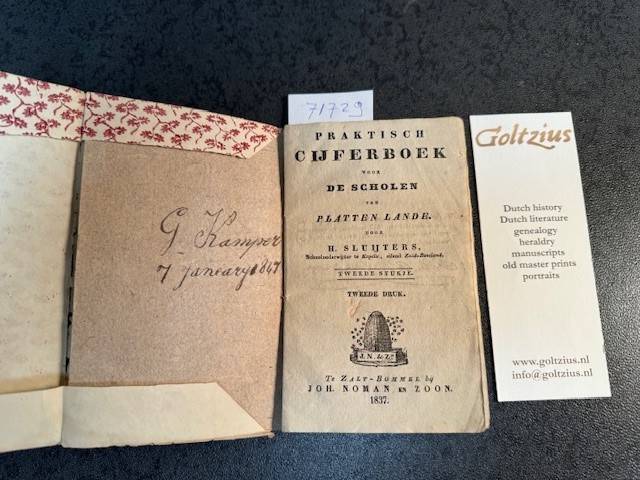 71729
G. Kamper
7 january 1847
PRAKTISCH
CIJFERBOEK
VOOR
DE SCHOLEN
TEN
PLATTEN LANDE.
DOOR
H. SLUIJTERS,
Schoolonderwijzer te Kapelle, eiland Zuid-Beveland.
TWEEDE STUKJE.
TWEEDE DRUK.
J.N. & Zn
Te ZALT-BOMMEL bij
JOH. NOMAN EN ZOON.
1837.
Goltzius
Dutch history
Dutch literature
genealogy
heraldry
manuscripts
old master prints
portraits
www.goltzius.nl
info@goltzius.nl